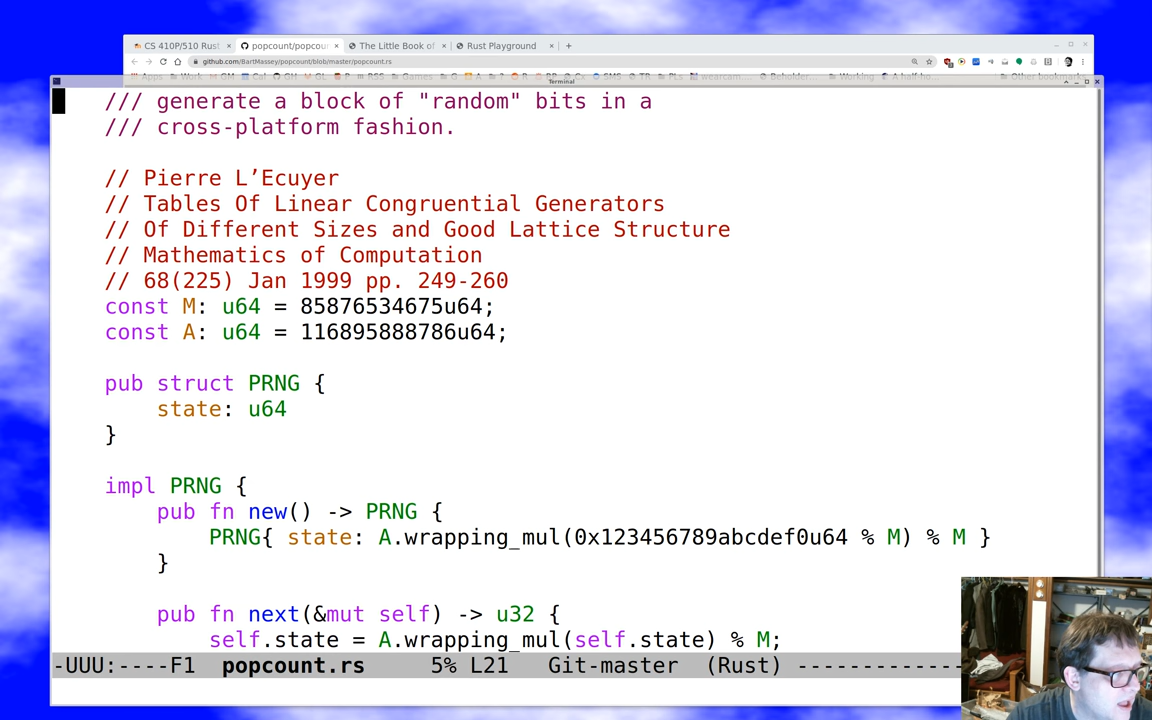 CS 410P/510 Rust
popcount/popcou
The Little Book of
Rust Playground
github.com/BartMassey/popcount/blob/master/popcount.rs
Terminal
/// generate a block of "random" bits in a
/// cross-platform fashion.
// Pierre L’Ecuyer
// Tables Of Linear Congruential Generators
// Of Different Sizes and Good Lattice Structure
// Mathematics of Computation
// 68(225) Jan 1999 pp. 249-260
const M: u64 = 85876534675u64;
const A: u64 = 116895888786u64;
pub struct PRNG {
state: u64
}
impl PRNG {
pub fn new() -> PRNG {
PRNG{ state: A.wrapping_mul(0x123456789abcdef0u64 % M) % M }
}
pub fn next(&mut self) -> u32 {
self.state = A.wrapping_mul(self.state) % M;
-UUU:----F1 popcount.rs 5% L21 Git-master (Rust) -------------